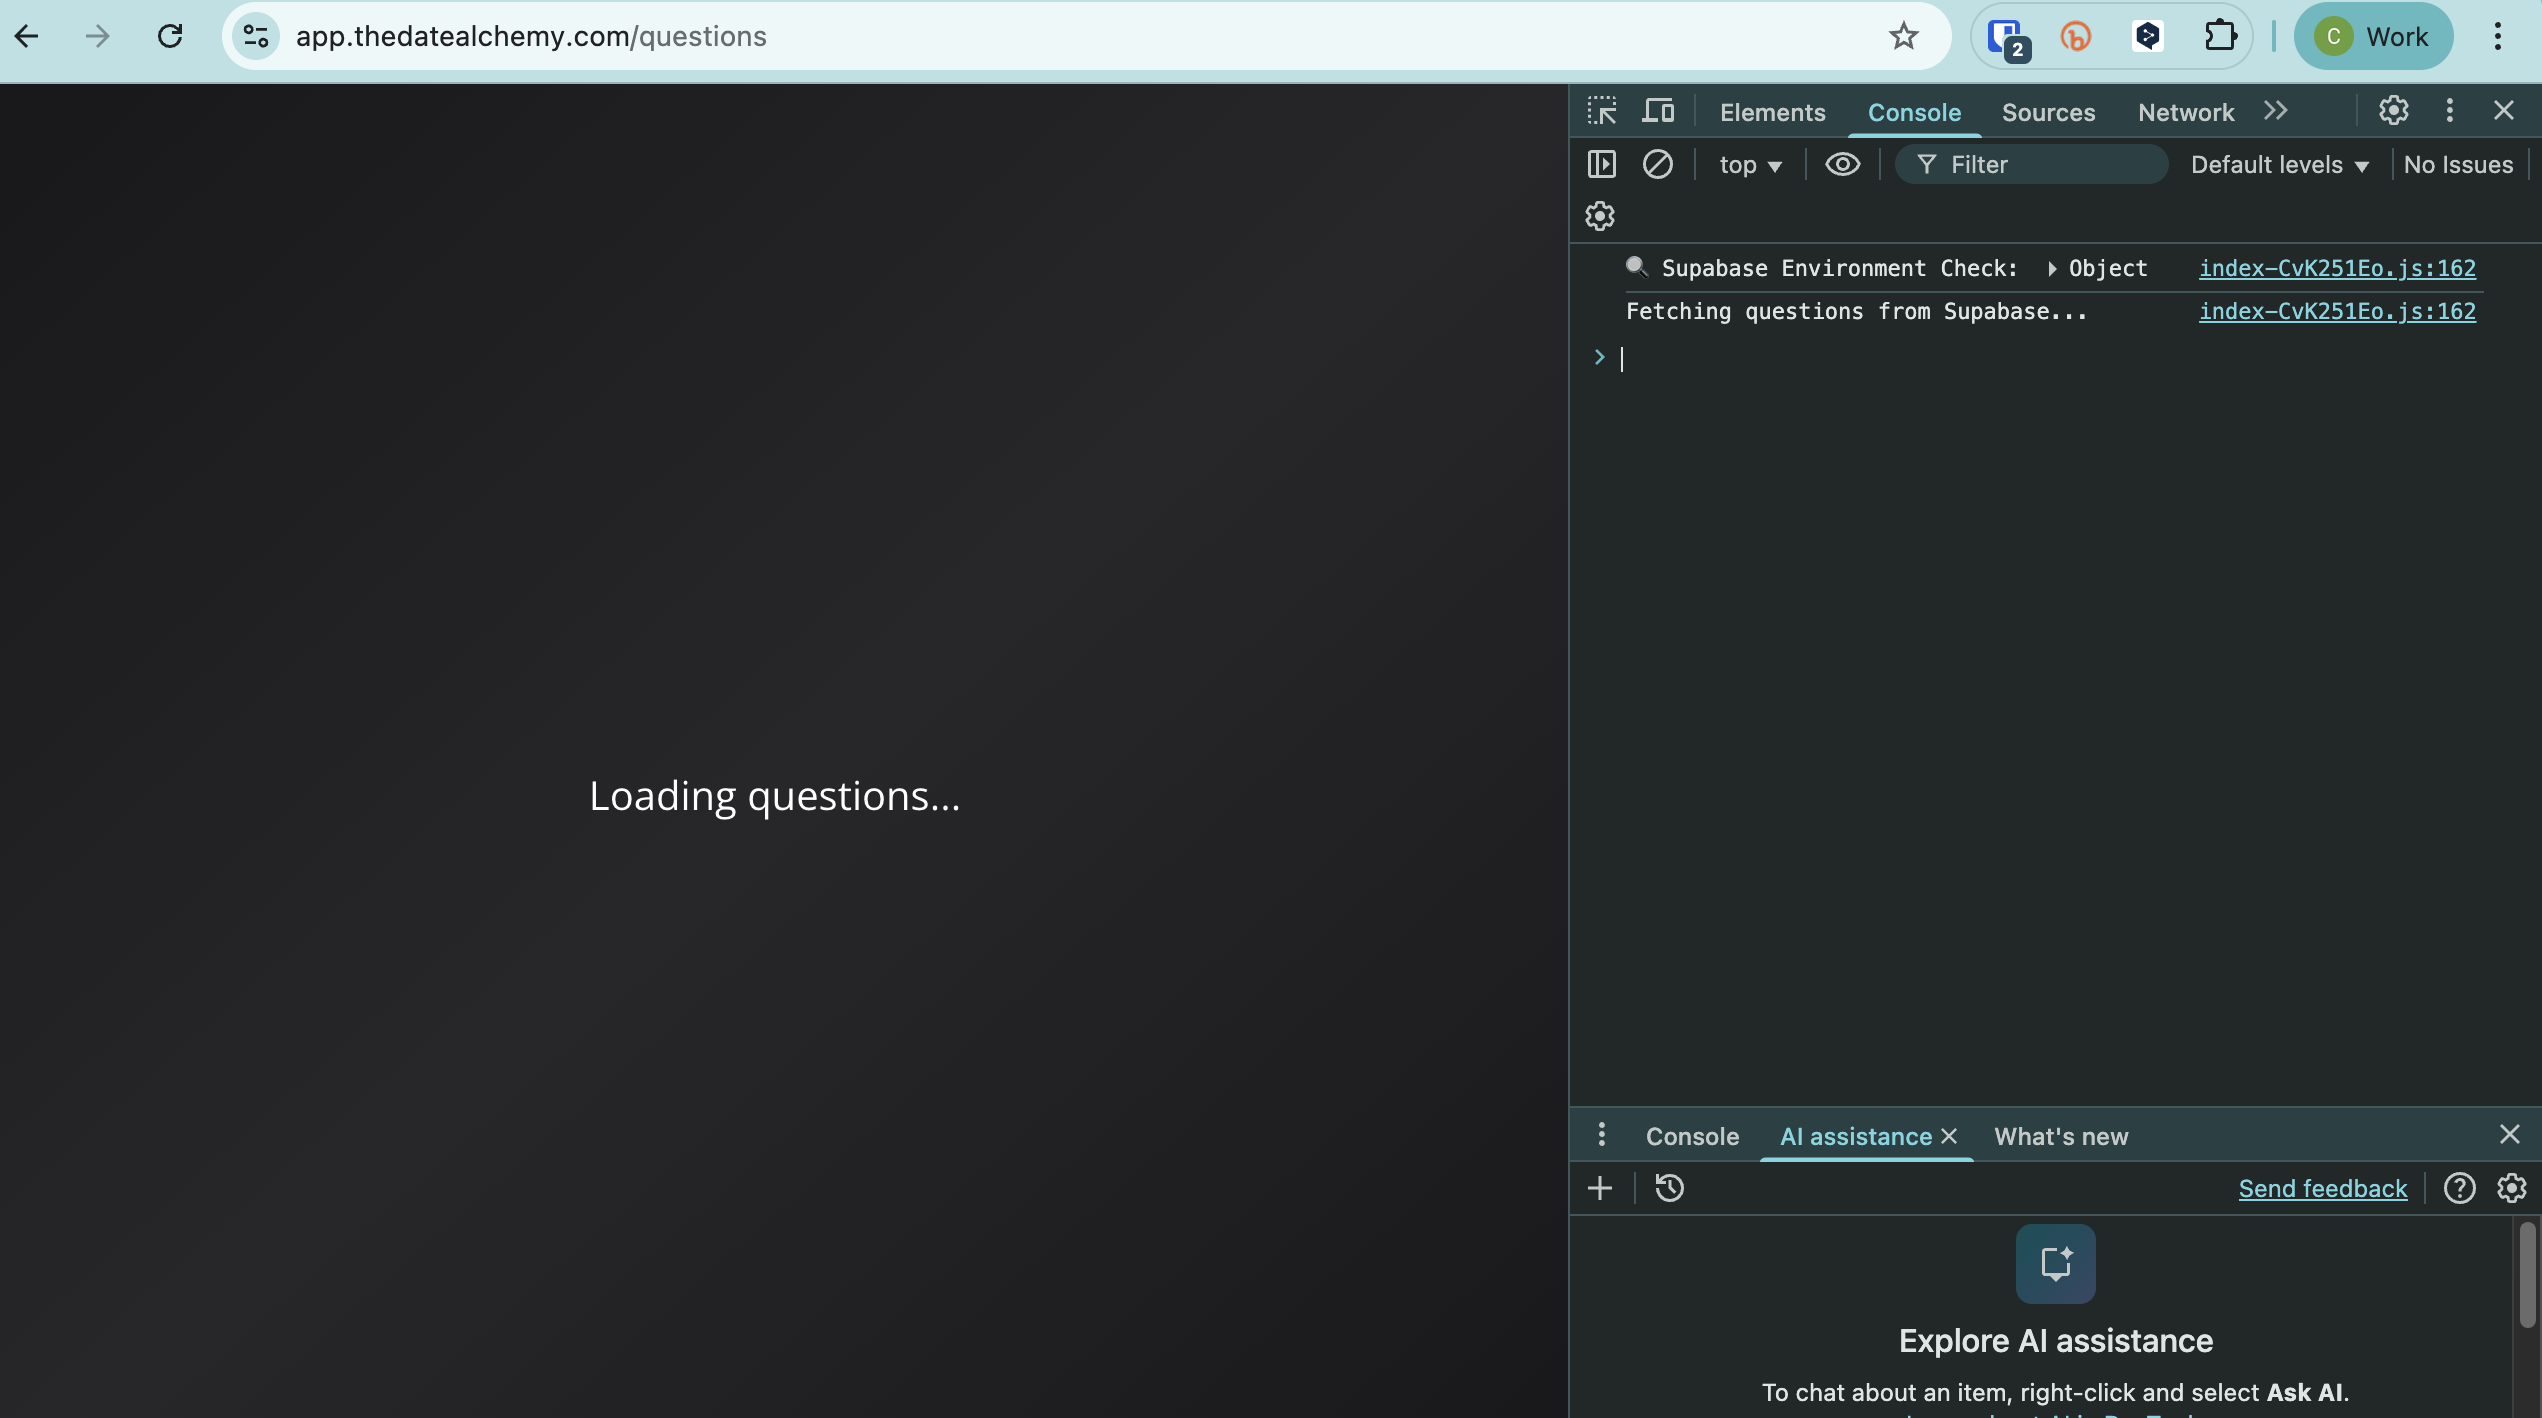 app.thedatealchemy.com/questions
2
C Work
Elements Console Sources Network
top Filter Default levels No Issues
Supabase Environment Check: Object index-CvK251Eo.js:162
Fetching questions from Supabase... index-CvK251Eo.js:162
Loading questions...
Console AI assistance What's new
Send feedback
Explore AI assistance
To chat about an item, right-click and select Ask AI.